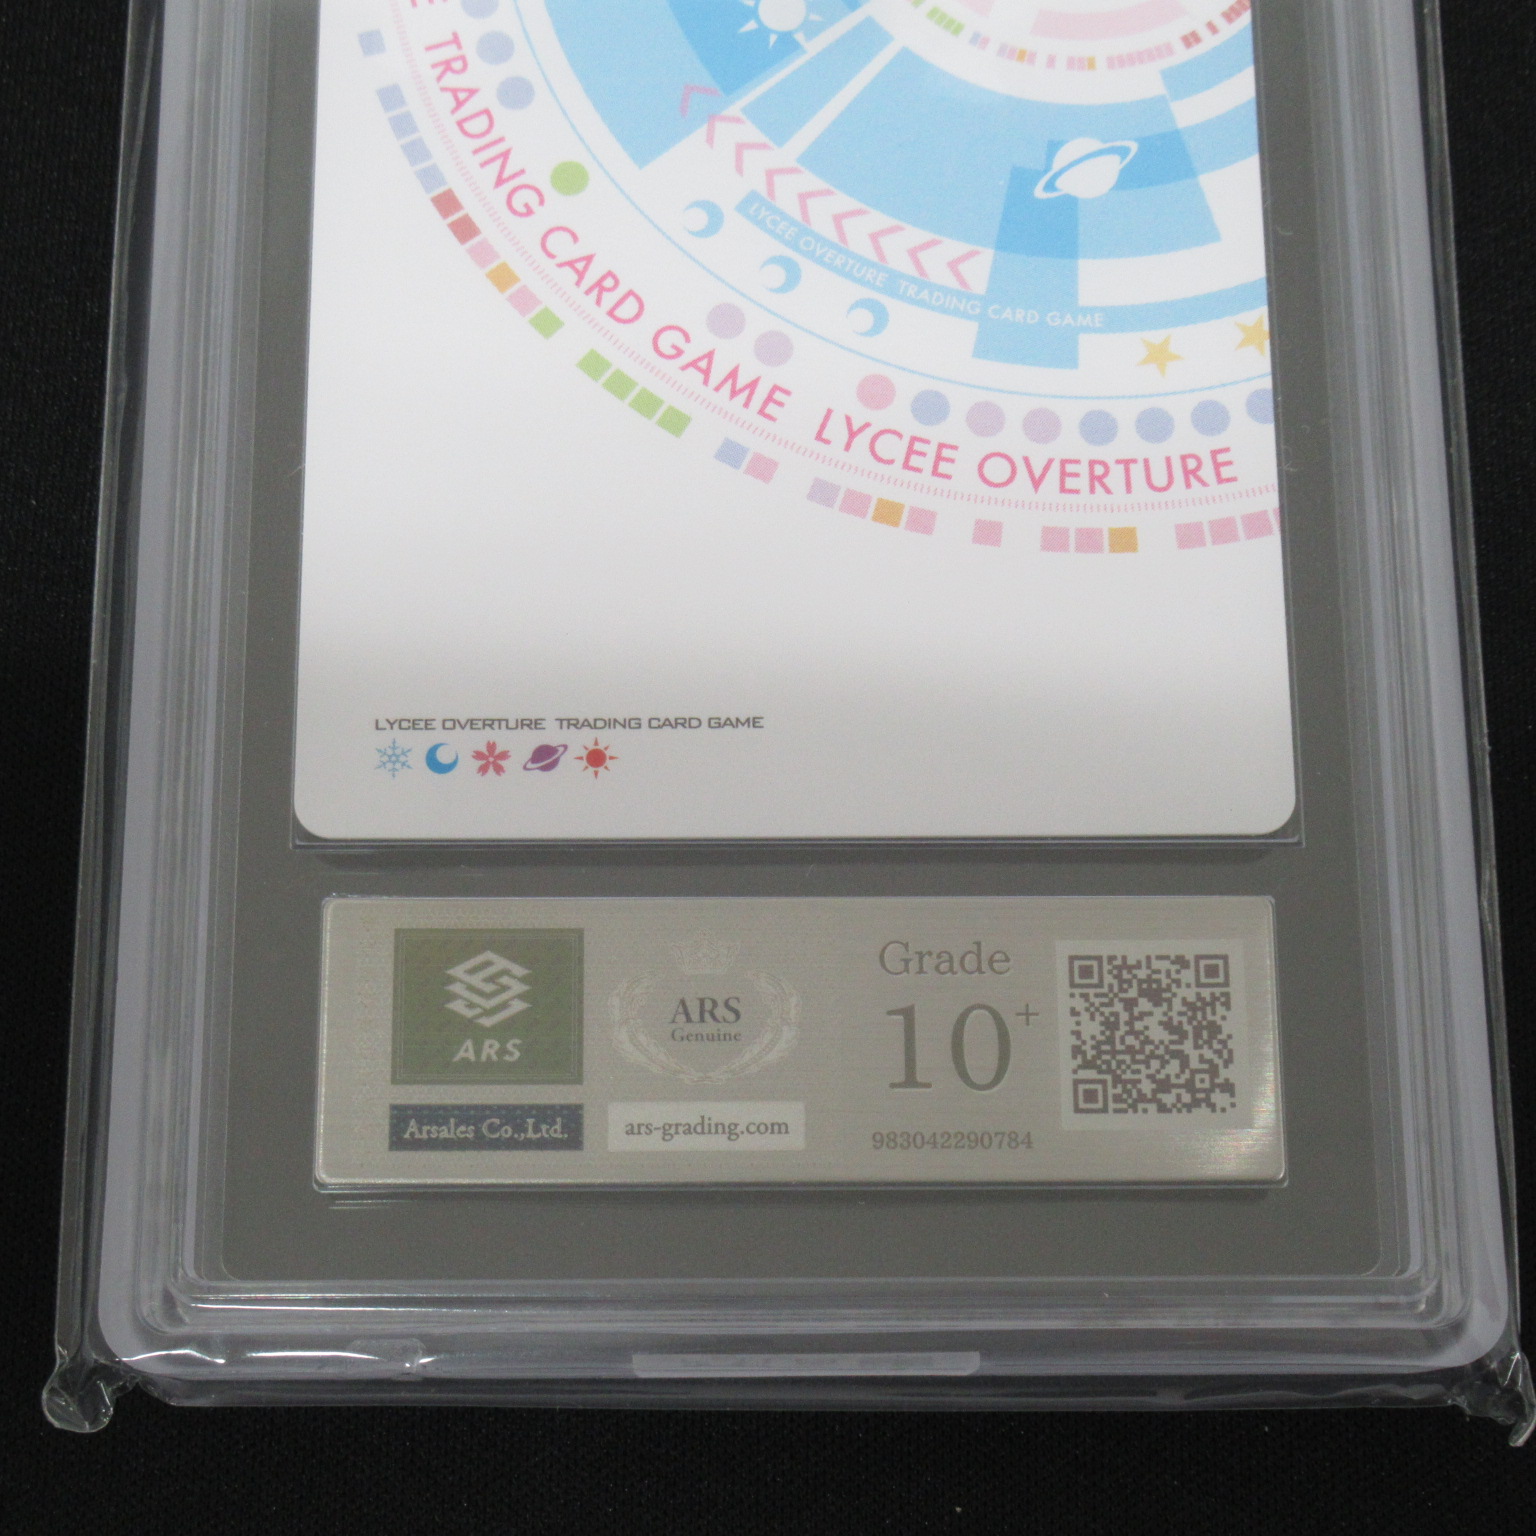 E TRADING CARD GAME LYCEE OVERTURE
LYCEE OVERTURE TRADING CARD GAME
LYCEE OVERTURE TRADING CARD GAME
ARS
Arsales Co.,Ltd.
ARS
Genuine
ars-grading.com
Grade
10+
983042290784